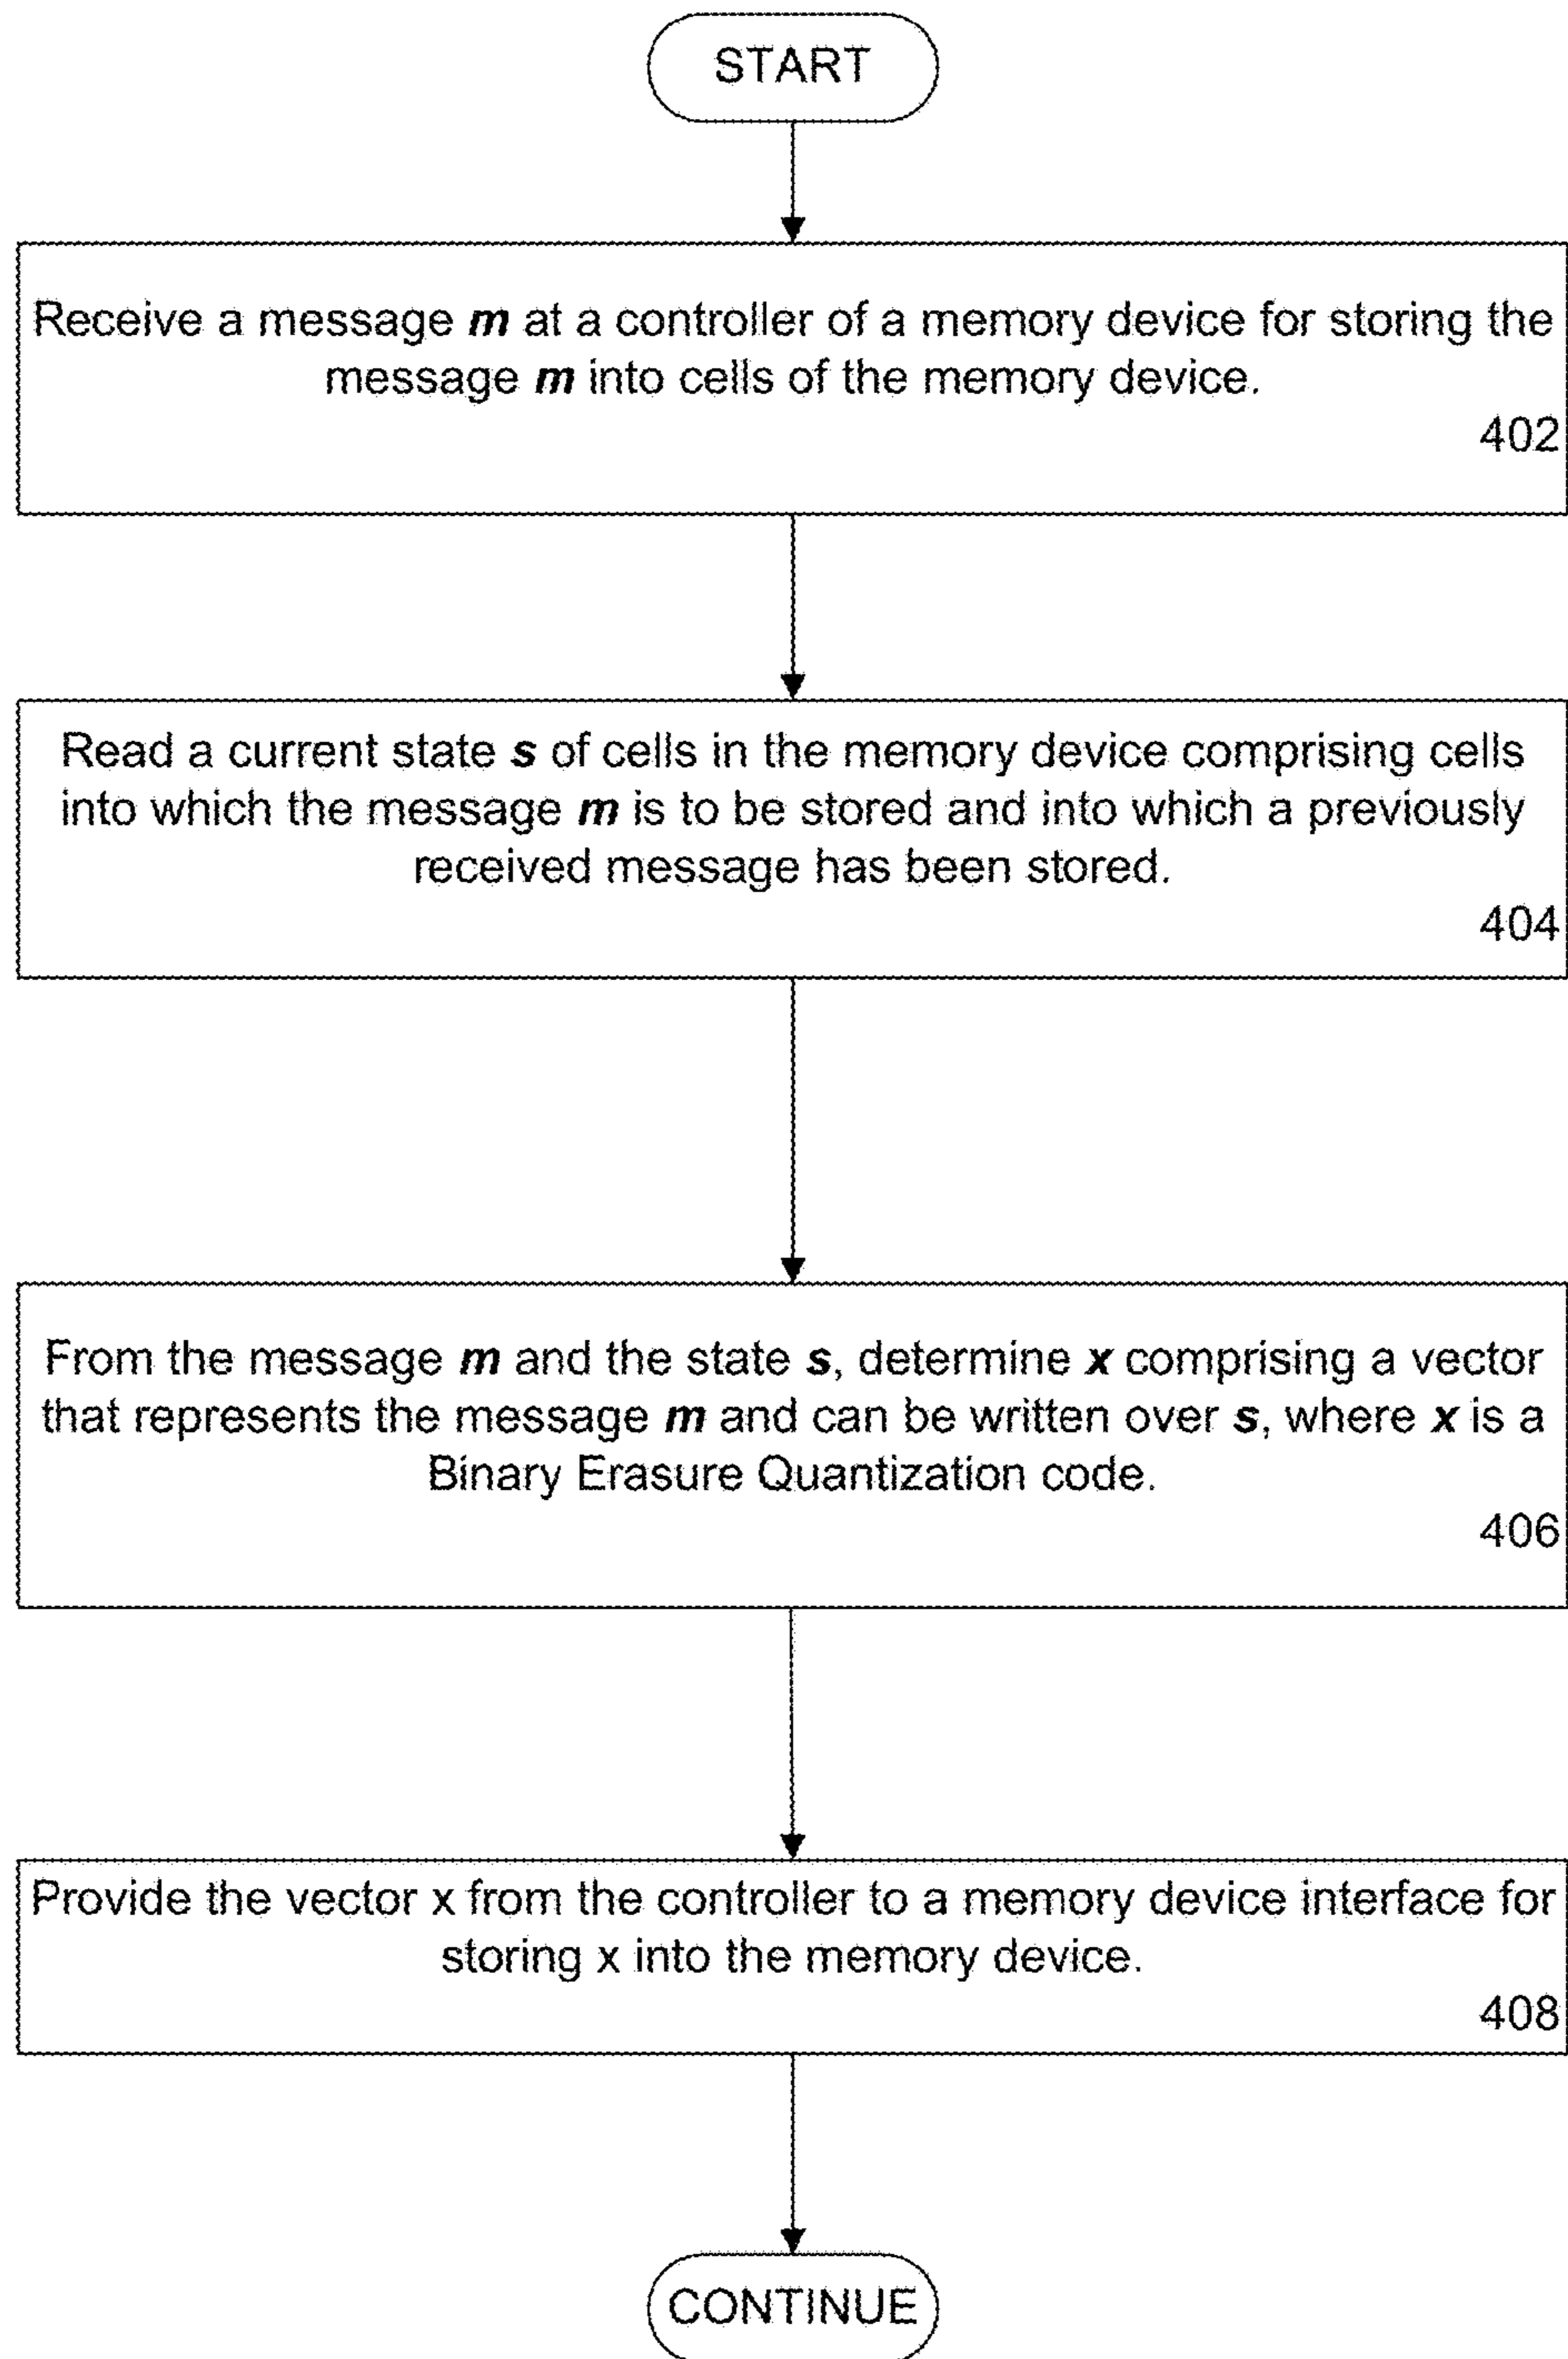 START
Receive a message m at a controller of a memory device for storing the
message m into cells of the memory device.
402
Read a current state s of cells in the memory device comprising cells
into which the message m is to be stored and into which a previously
received message has been stored.
404
From the message m and the state s, determine x comprising a vector
that represents the message m and can be written over s, where x is a
Binary Erasure Quantization code.
406
Provide the vector x from the controller to a memory device interface for
storing x into the memory device.
408
CONTINUE